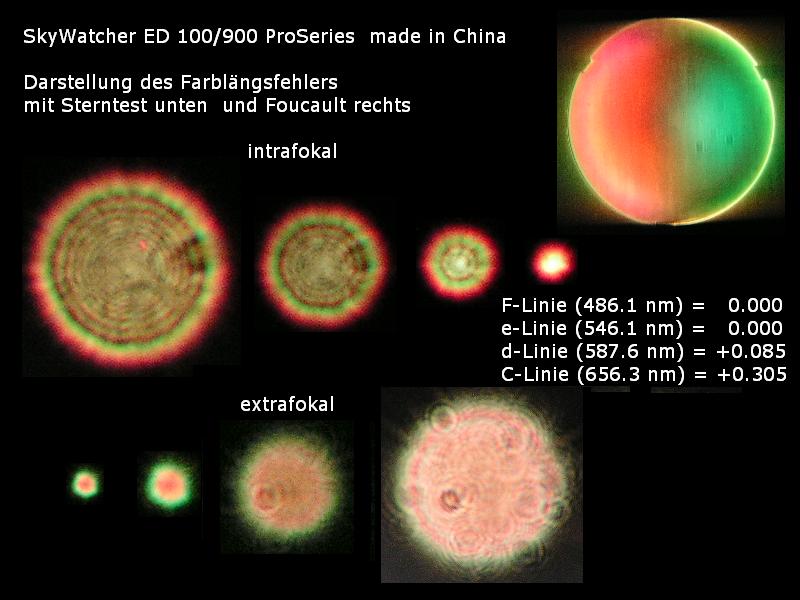 SkyWatcher ED 100/900 ProSeries made in China
Darstellung des Farblängsfehlers
mit Sterntest unten und Foucault rechts
intrafokal
F-Linie (486.1 nm) = 0.000
e-Linie (546.1 nm) = 0.000
d-Linie (587.6 nm) = +0.085
C-Linie (656.3 nm) = +0.305
extrafokal